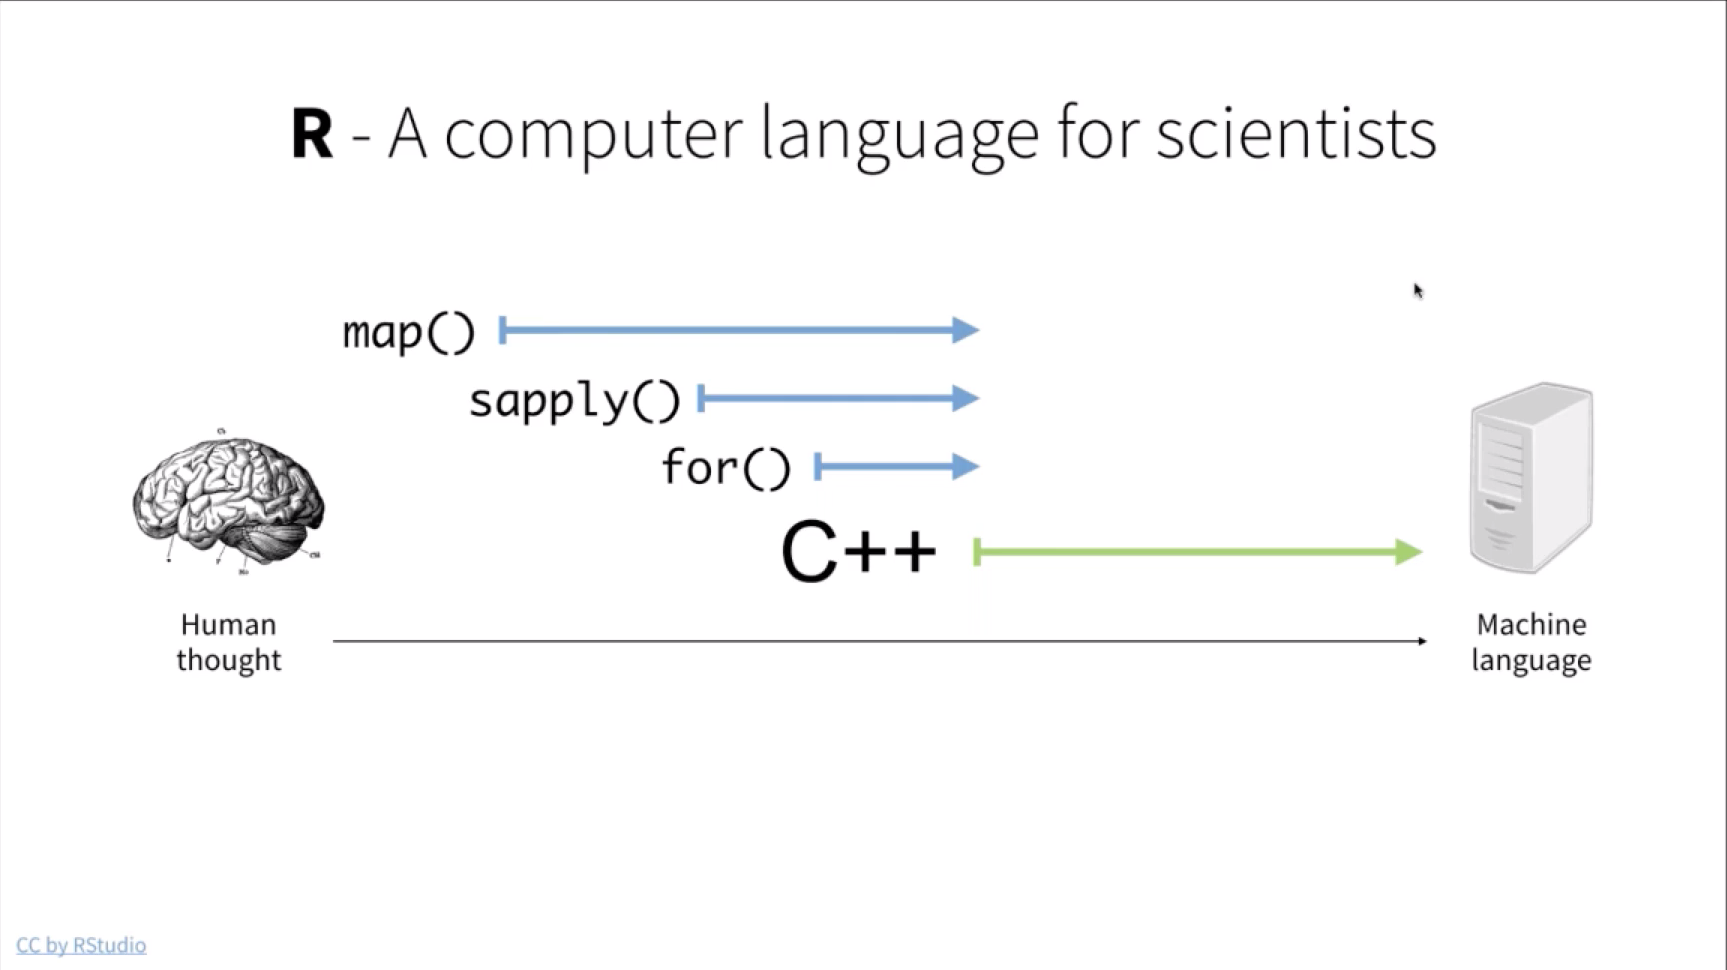 R - A computer language for scientists
map()
sapply()
for()
C++
Human
thought
Machine
language
CC by RStudio